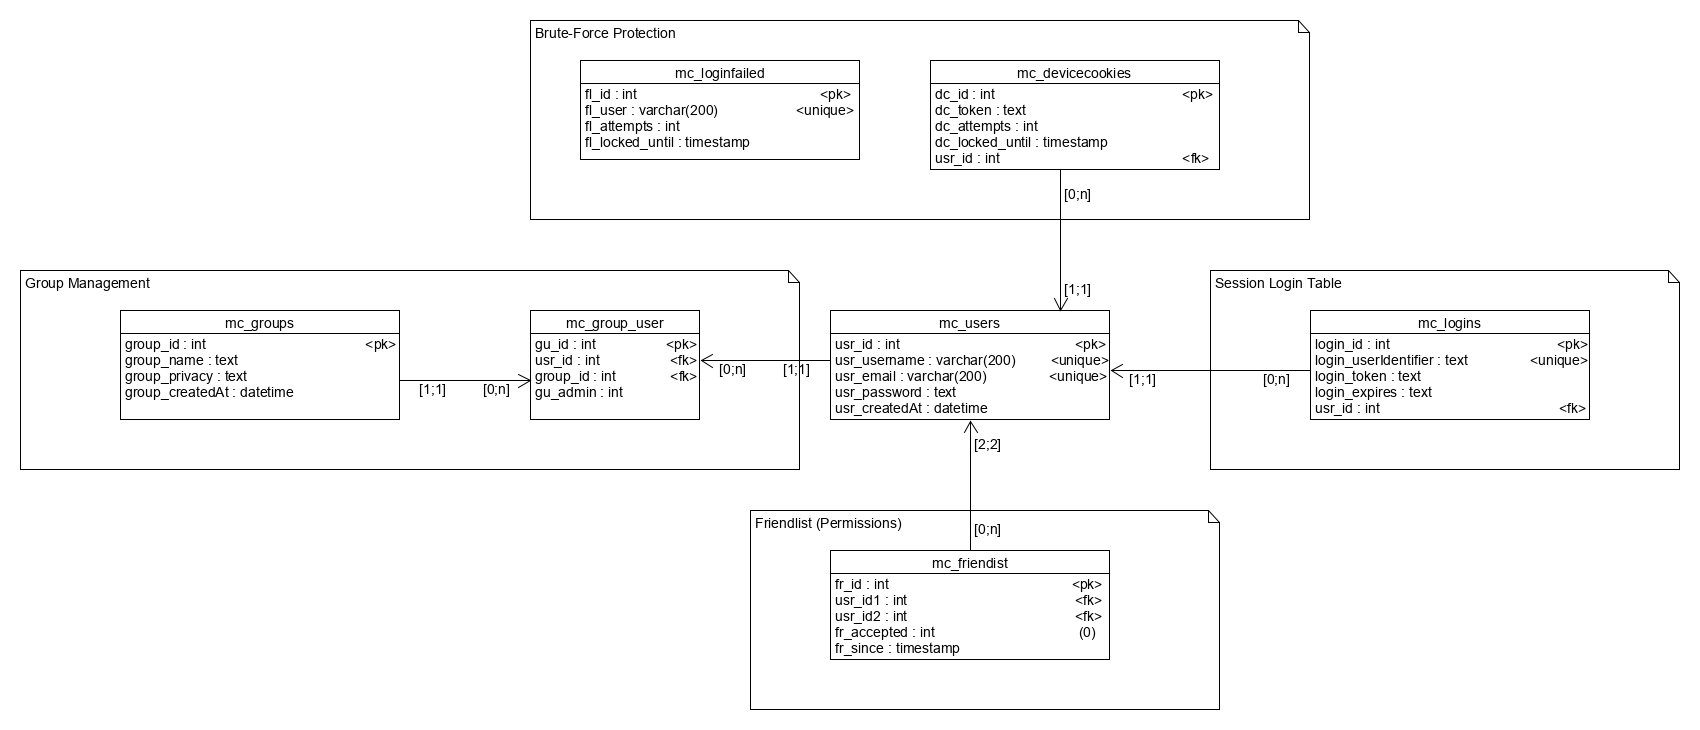 Brute-Force Protection
mc_loginfailed
fl_id : int <pk>
fl_user : varchar(200) <unique>
fl_attempts : int
fl_locked_until : timestamp
mc_devicecookies
dc_id : int <pk>
dc_token : text
dc_attempts : int
dc_locked_until : timestamp
usr_id : int <fk>
[0;n]
[1;1]
Group Management
mc_groups
group_id : int <pk>
group_name : text
group_privacy : text
group_createdAt : datetime
[1;1] [0;n]
mc_group_user
gu_id : int <pk>
usr_id : int <fk>
group_id : int <fk>
gu_admin : int
[0;n] [1;1]
mc_users
usr_id : int <pk>
usr_username : varchar(200) <unique>
usr_email : varchar(200) <unique>
usr_password : text
usr_createdAt : datetime
[1;1] [0;n]
Session Login Table
mc_logins
login_id : int <pk>
login_userIdentifier : text <unique>
login_token : text
login_expires : text
usr_id : int <fk>
[2;2]
[0;n]
Friendlist (Permissions)
mc_friendist
fr_id : int <pk>
usr_id1 : int <fk>
usr_id2 : int <fk>
fr_accepted : int (0)
fr_since : timestamp